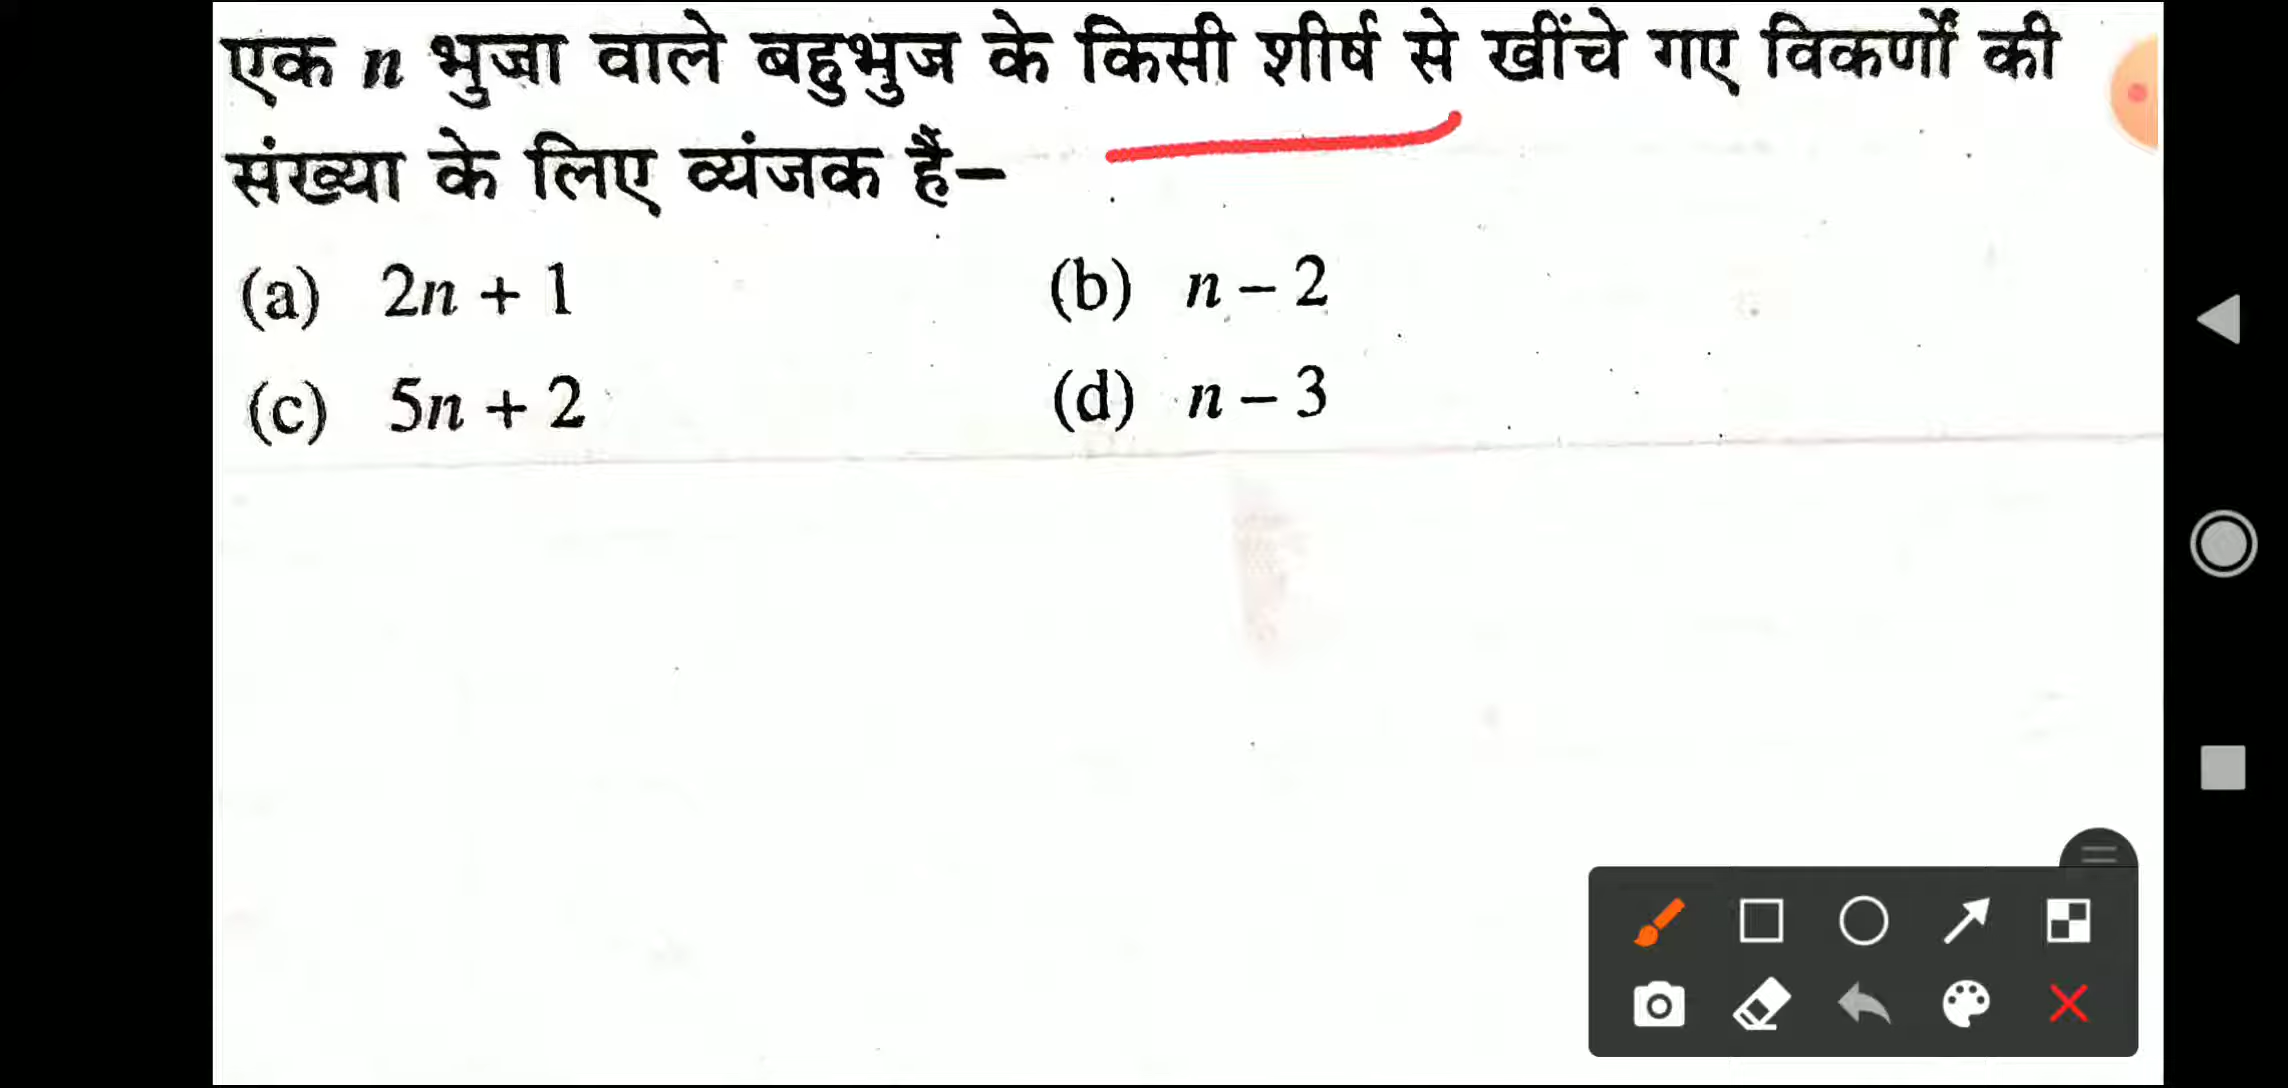 एक n भुजा वाले बहुभुज के किसी शीर्ष से खींचे गए विकर्णों की
संख्या के लिए व्यंजक हैं–
(a) 2n + 1 (b) n – 2
(c) 5n + 2 (d) n – 3